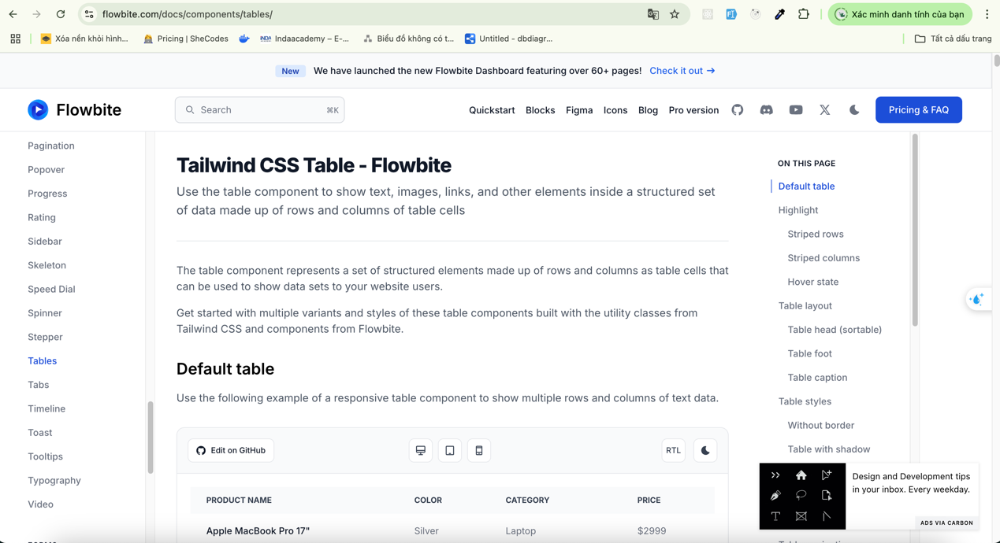 flowbite.com/docs/components/tables/
Xác minh danh tính của bạn
Xóa nền khỏi hình...
Pricing | SheCodes
INDA Indaacademy – E-...
Biểu đồ không có t...
Untitled - dbdiagr...
Tất cả dấu trang
New We have launched the new Flowbite Dashboard featuring over 60+ pages! Check it out →
Flowbite
Search ⌘K
Quickstart Blocks Figma Icons Blog Pro version
Pricing & FAQ
Pagination
Popover
Progress
Rating
Sidebar
Skeleton
Speed Dial
Spinner
Stepper
Tables
Tabs
Timeline
Toast
Tooltips
Typography
Video
Tailwind CSS Table - Flowbite
Use the table component to show text, images, links, and other elements inside a structured set
of data made up of rows and columns of table cells
The table component represents a set of structured elements made up of rows and columns as table cells that
can be used to show data sets to your website users.
Get started with multiple variants and styles of these table components built with the utility classes from
Tailwind CSS and components from Flowbite.
Default table
Use the following example of a responsive table component to show multiple rows and columns of text data.
Edit on GitHub
RTL
PRODUCT NAME COLOR CATEGORY PRICE
Apple MacBook Pro 17" Silver Laptop $2999
ON THIS PAGE
Default table
Highlight
Striped rows
Striped columns
Hover state
Table layout
Table head (sortable)
Table foot
Table caption
Table styles
Without border
Table with shadow
Design and Development tips
in your inbox. Every weekday.
ADS VIA CARBON